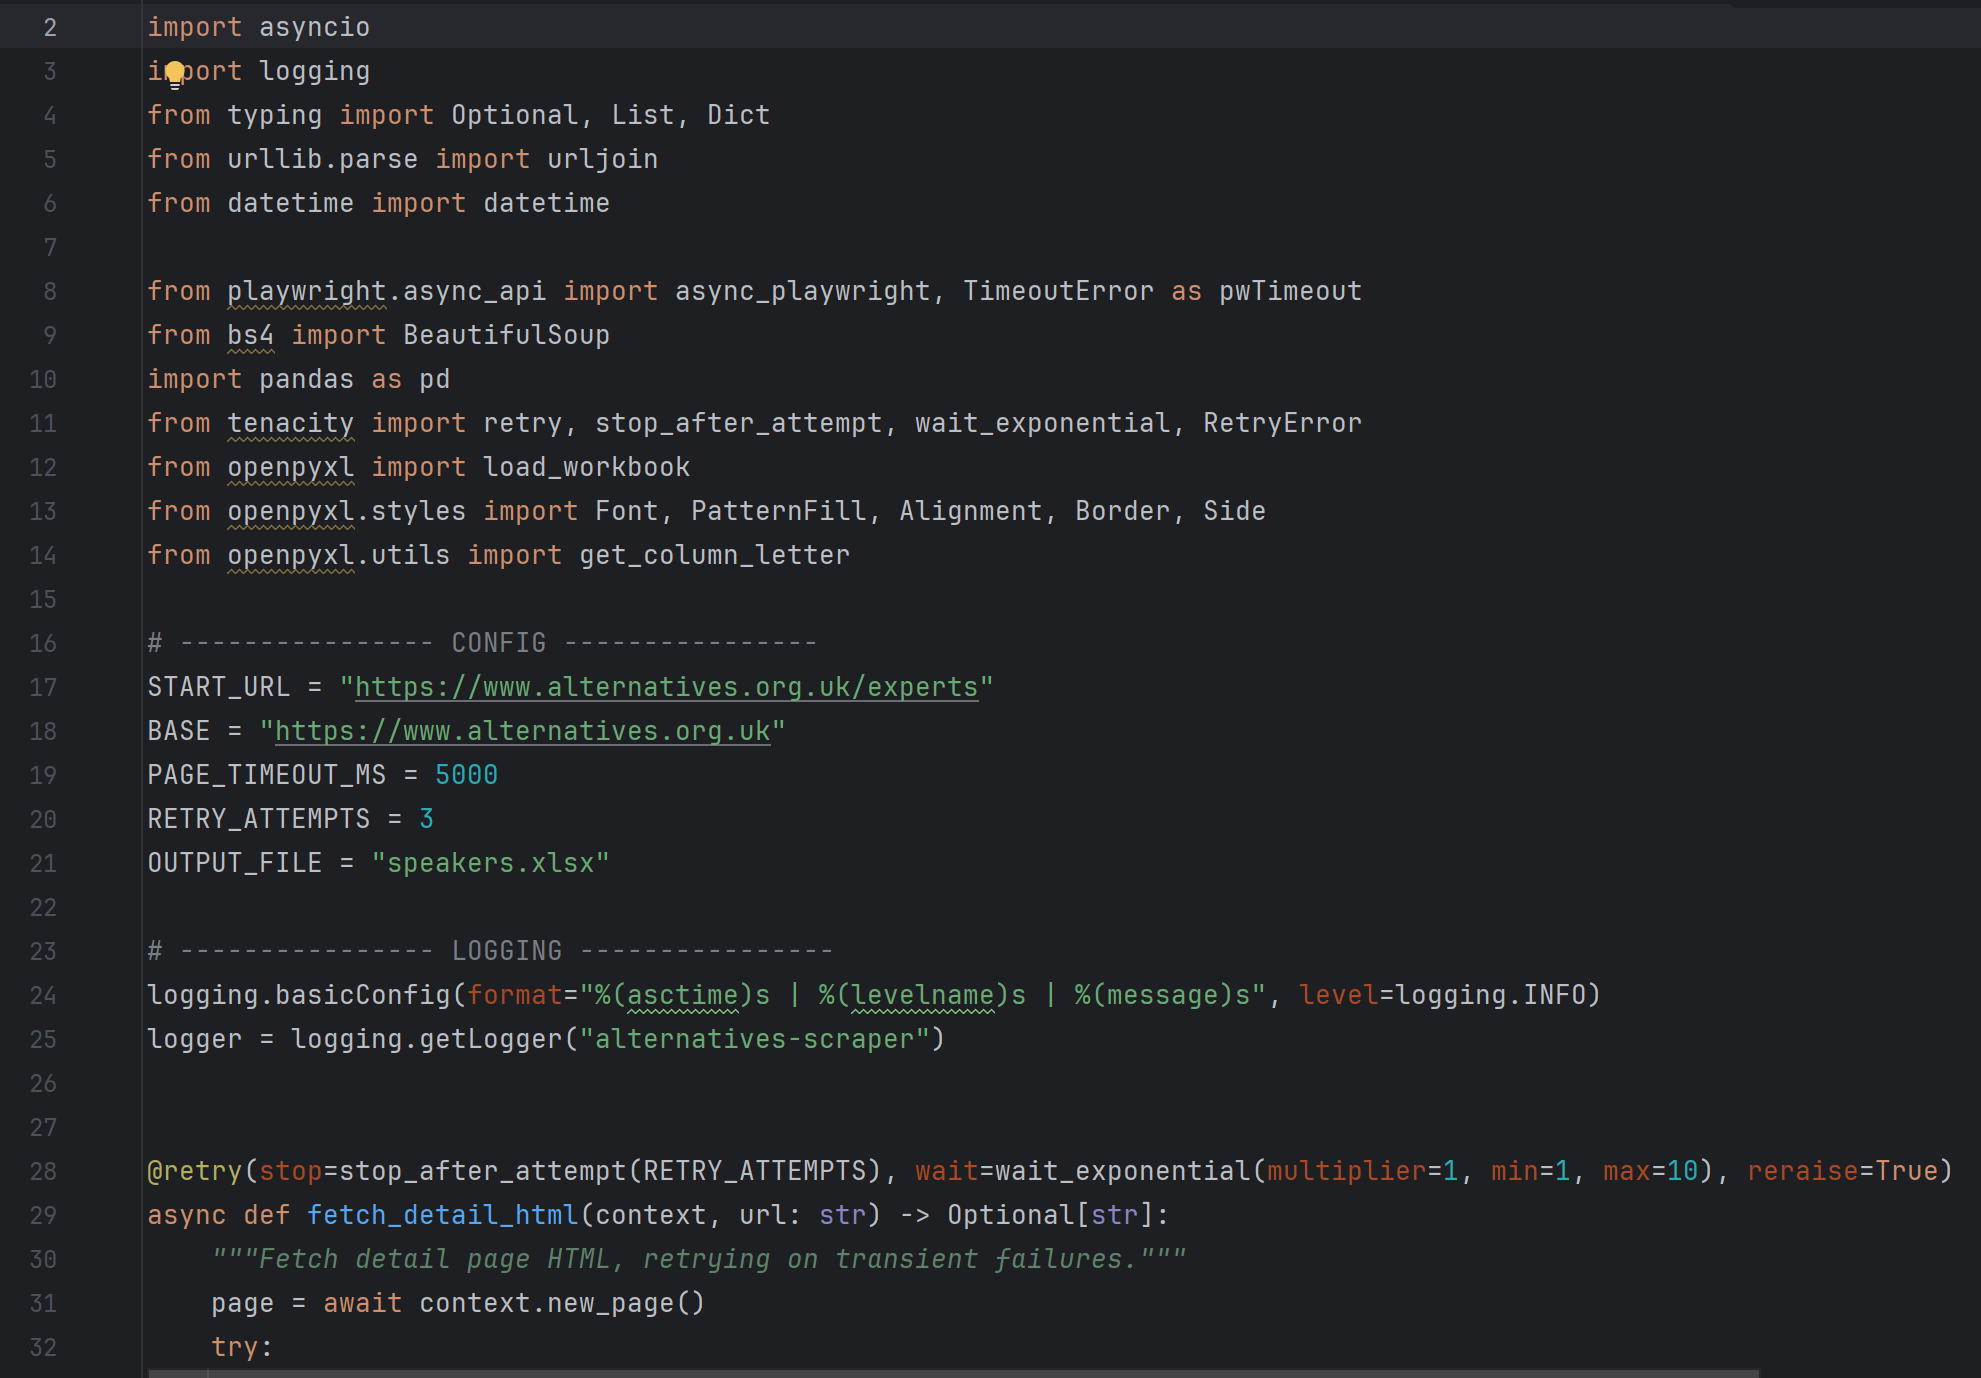 2 import asyncio
3 import logging
4 from typing import Optional, List, Dict
5 from urllib.parse import urljoin
6 from datetime import datetime
7
8 from playwright.async_api import async_playwright, TimeoutError as pwTimeout
9 from bs4 import BeautifulSoup
10 import pandas as pd
11 from tenacity import retry, stop_after_attempt, wait_exponential, RetryError
12 from openpyxl import load_workbook
13 from openpyxl.styles import Font, PatternFill, Alignment, Border, Side
14 from openpyxl.utils import get_column_letter
15
16 # ---------------- CONFIG ----------------
17 START_URL = "https://www.alternatives.org.uk/experts"
18 BASE = "https://www.alternatives.org.uk"
19 PAGE_TIMEOUT_MS = 5000
20 RETRY_ATTEMPTS = 3
21 OUTPUT_FILE = "speakers.xlsx"
22
23 # ---------------- LOGGING ----------------
24 logging.basicConfig(format="%(asctime)s | %(levelname)s | %(message)s", level=logging.INFO)
25 logger = logging.getLogger("alternatives-scraper")
26
27
28 @retry(stop=stop_after_attempt(RETRY_ATTEMPTS), wait=wait_exponential(multiplier=1, min=1, max=10), reraise=True)
29 async def fetch_detail_html(context, url: str) -> Optional[str]:
30     """Fetch detail page HTML, retrying on transient failures."""
31     page = await context.new_page()
32     try: